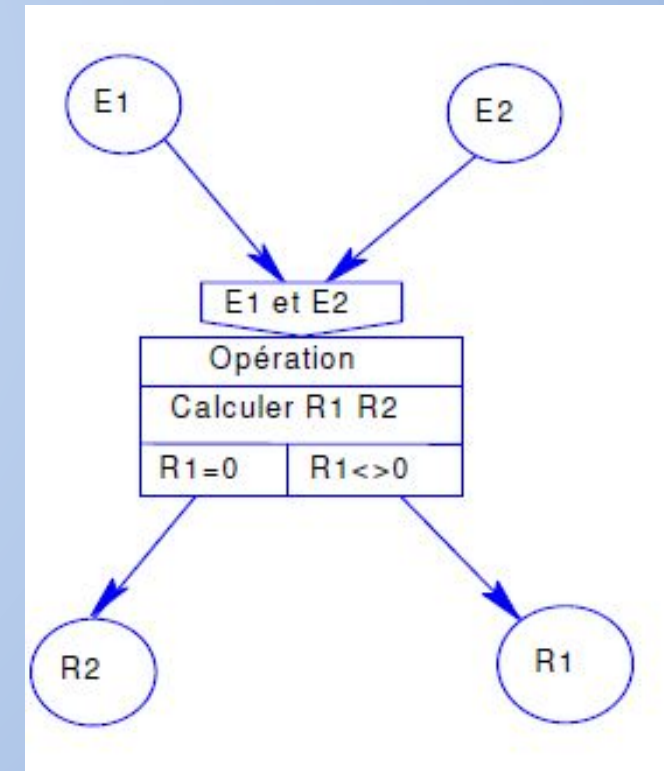 E1
E2
E1 et E2
Opération
Calculer R1 R2
R1=0
R1<>0
R2
R1